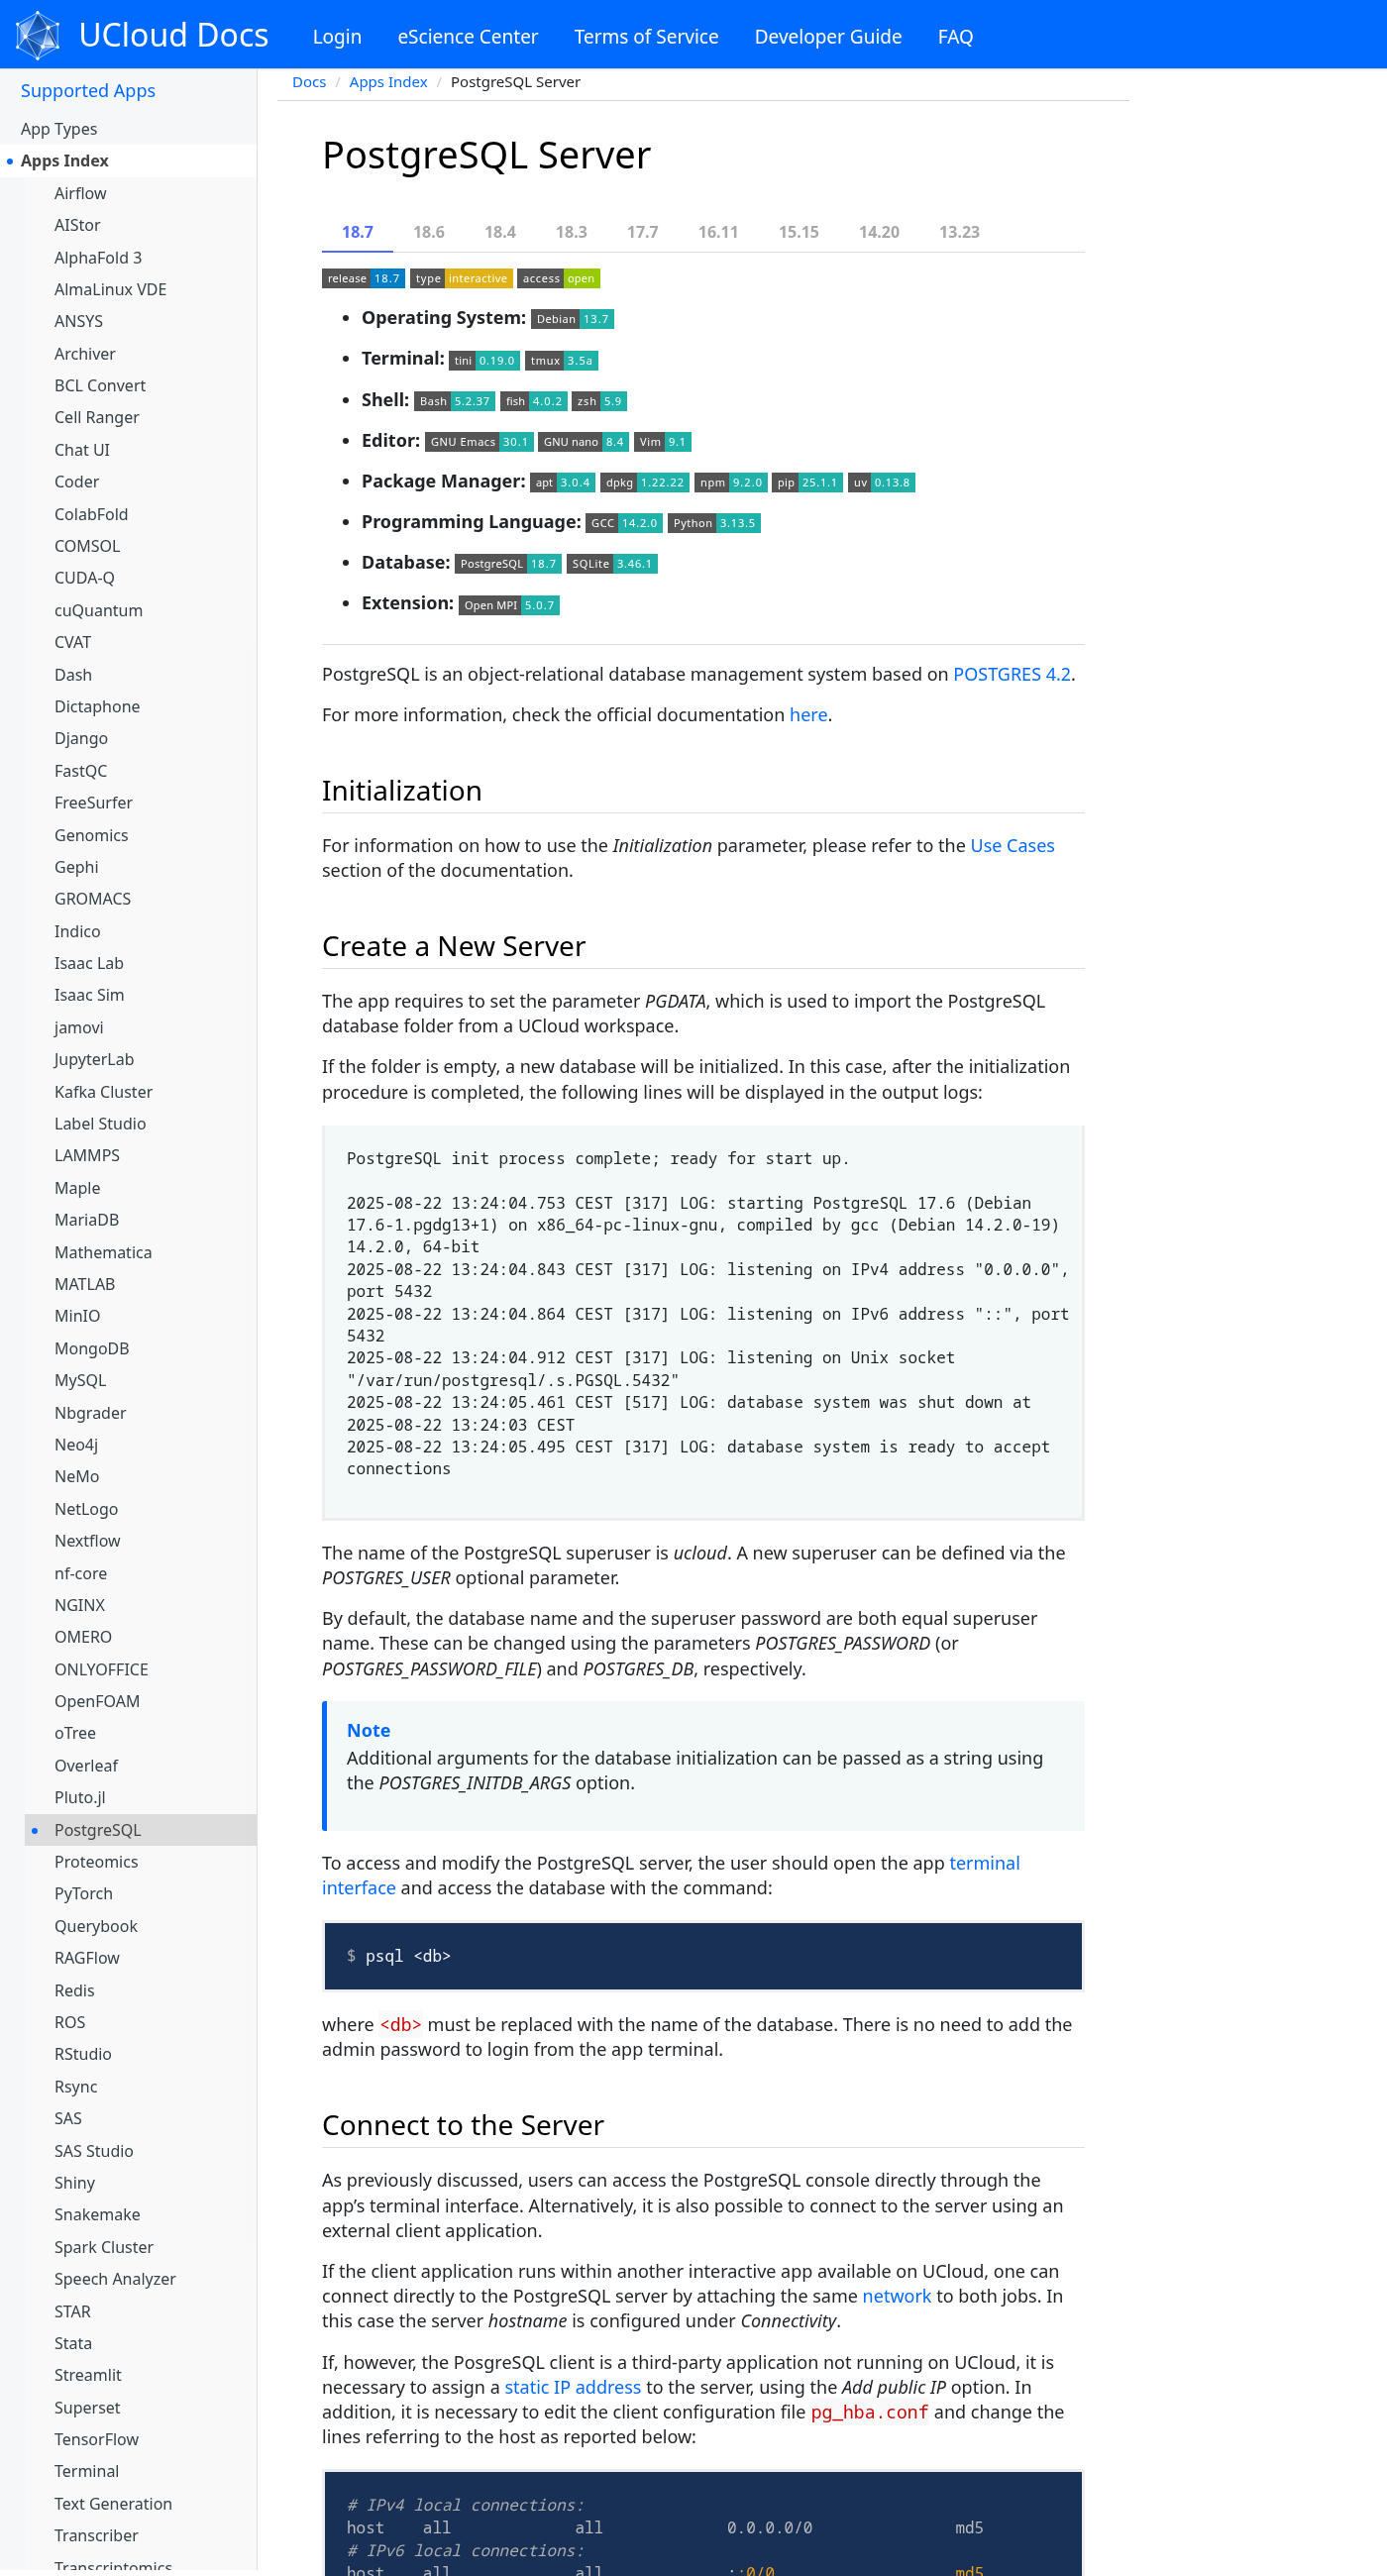 UCloud Docs
Login
eScience Center
Terms of Service
Developer Guide
FAQ
Supported Apps
App Types
Apps Index
Airflow
AIStor
AlphaFold 3
AlmaLinux VDE
ANSYS
Archiver
BCL Convert
Cell Ranger
Chat UI
Coder
ColabFold
COMSOL
CUDA-Q
cuQuantum
CVAT
Dash
Dictaphone
Django
FastQC
FreeSurfer
Genomics
Gephi
GROMACS
Indico
Isaac Lab
Isaac Sim
jamovi
JupyterLab
Kafka Cluster
Label Studio
LAMMPS
Maple
MariaDB
Mathematica
MATLAB
MinIO
MongoDB
MySQL
Nbgrader
Neo4j
NeMo
NetLogo
Nextflow
nf-core
NGINX
OMERO
ONLYOFFICE
OpenFOAM
oTree
Overleaf
Pluto.jl
PostgreSQL
Proteomics
PyTorch
Querybook
RAGFlow
Redis
ROS
RStudio
Rsync
SAS
SAS Studio
Shiny
Snakemake
Spark Cluster
Speech Analyzer
STAR
Stata
Streamlit
Superset
TensorFlow
Terminal
Text Generation
Transcriber
Transcriptomics
Docs / Apps Index / PostgreSQL Server
PostgreSQL Server
18.7 18.6 18.4 18.3 17.7 16.11 15.15 14.20 13.23
release 18.7 type interactive access open
• Operating System: Debian 13.7
• Terminal: tini 0.19.0 tmux 3.5a
• Shell: Bash 5.2.37 fish 4.0.2 zsh 5.9
• Editor: GNU Emacs 30.1 GNU nano 8.4 Vim 9.1
• Package Manager: apt 3.0.4 dpkg 1.22.22 npm 9.2.0 pip 25.1.1 uv 0.13.8
• Programming Language: GCC 14.2.0 Python 3.13.5
• Database: PostgreSQL 18.7 SQLite 3.46.1
• Extension: Open MPI 5.0.7
PostgreSQL is an object-relational database management system based on POSTGRES 4.2.
For more information, check the official documentation here.
Initialization
For information on how to use the Initialization parameter, please refer to the Use Cases
section of the documentation.
Create a New Server
The app requires to set the parameter PGDATA, which is used to import the PostgreSQL
database folder from a UCloud workspace.
If the folder is empty, a new database will be initialized. In this case, after the initialization
procedure is completed, the following lines will be displayed in the output logs:
PostgreSQL init process complete; ready for start up.
2025-08-22 13:24:04.753 CEST [317] LOG: starting PostgreSQL 17.6 (Debian
17.6-1.pgdg13+1) on x86_64-pc-linux-gnu, compiled by gcc (Debian 14.2.0-19)
14.2.0, 64-bit
2025-08-22 13:24:04.843 CEST [317] LOG: listening on IPv4 address "0.0.0.0",
port 5432
2025-08-22 13:24:04.864 CEST [317] LOG: listening on IPv6 address "::", port
5432
2025-08-22 13:24:04.912 CEST [317] LOG: listening on Unix socket
"/var/run/postgresql/.s.PGSQL.5432"
2025-08-22 13:24:05.461 CEST [517] LOG: database system was shut down at
2025-08-22 13:24:03 CEST
2025-08-22 13:24:05.495 CEST [317] LOG: database system is ready to accept
connections
The name of the PostgreSQL superuser is ucloud. A new superuser can be defined via the
POSTGRES_USER optional parameter.
By default, the database name and the superuser password are both equal superuser
name. These can be changed using the parameters POSTGRES_PASSWORD (or
POSTGRES_PASSWORD_FILE) and POSTGRES_DB, respectively.
Note
Additional arguments for the database initialization can be passed as a string using
the POSTGRES_INITDB_ARGS option.
To access and modify the PostgreSQL server, the user should open the app terminal
interface and access the database with the command:
$ psql <db>
where <db> must be replaced with the name of the database. There is no need to add the
admin password to login from the app terminal.
Connect to the Server
As previously discussed, users can access the PostgreSQL console directly through the
app’s terminal interface. Alternatively, it is also possible to connect to the server using an
external client application.
If the client application runs within another interactive app available on UCloud, one can
connect directly to the PostgreSQL server by attaching the same network to both jobs. In
this case the server hostname is configured under Connectivity.
If, however, the PosgreSQL client is a third-party application not running on UCloud, it is
necessary to assign a static IP address to the server, using the Add public IP option. In
addition, it is necessary to edit the client configuration file pg_hba.conf and change the
lines referring to the host as reported below:
# IPv4 local connections:
host    all             all             0.0.0.0/0               md5
# IPv6 local connections:
host    all             all             ::0/0                   md5